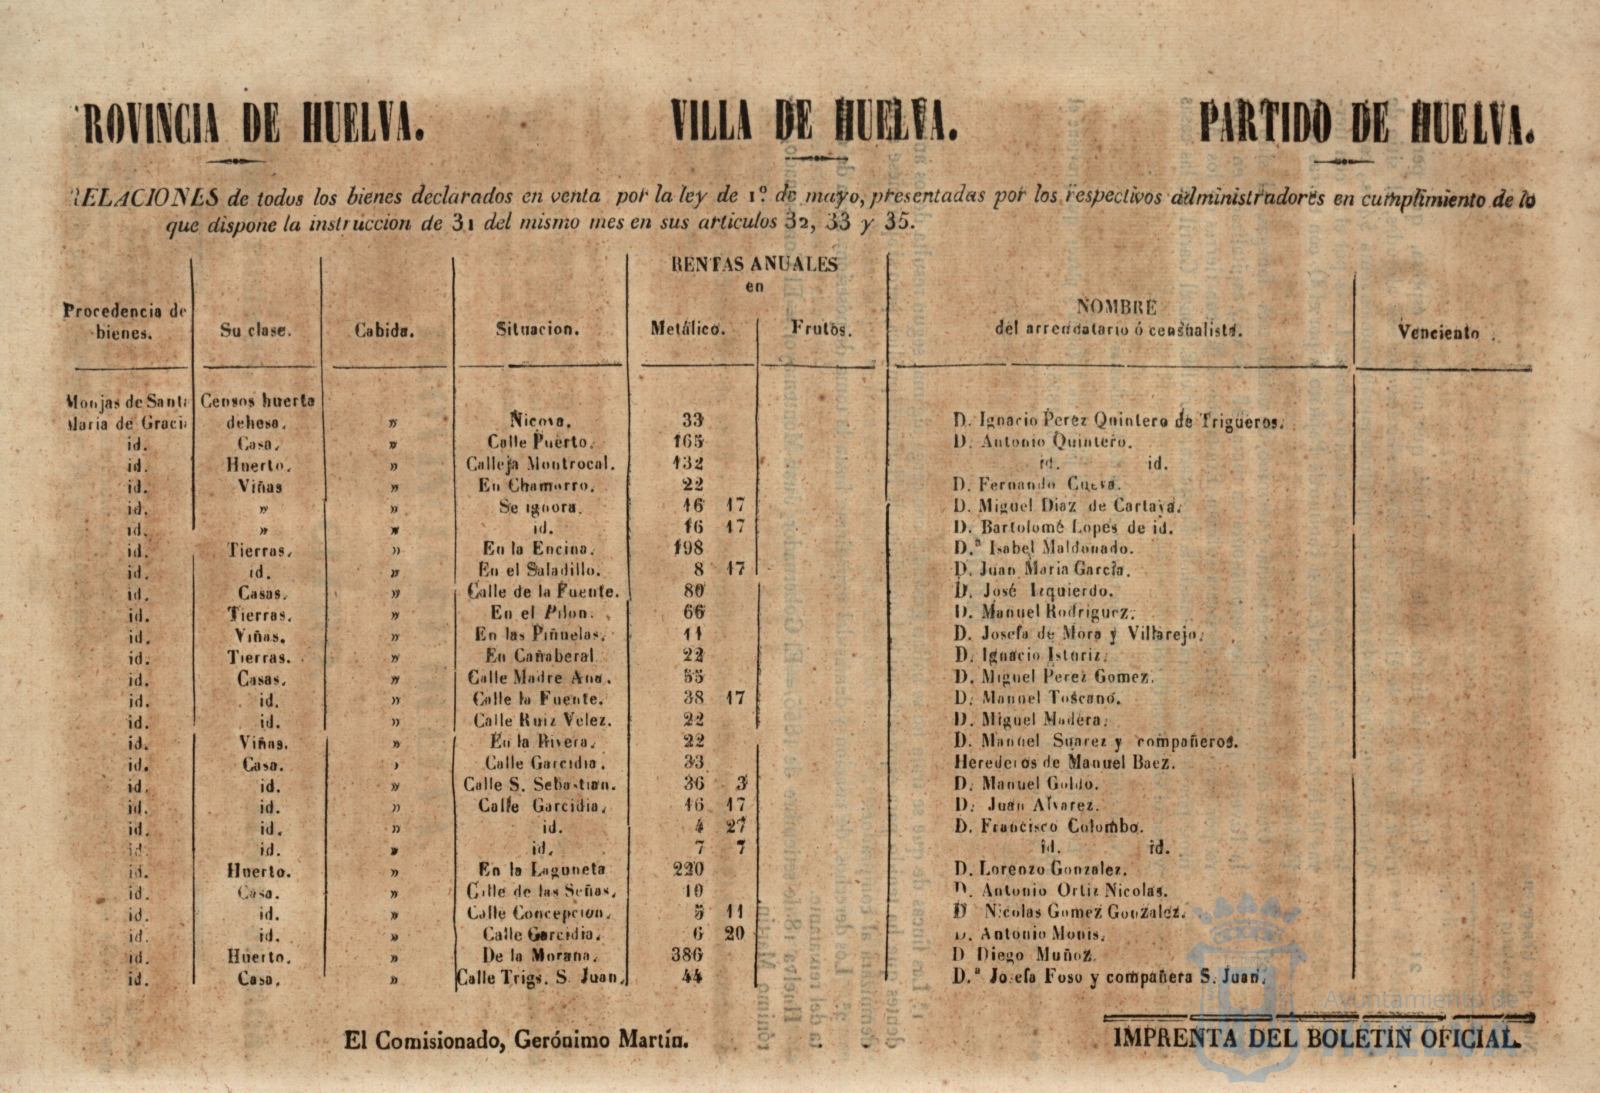 ROVINCIA DE HUELVA. VILLA DE HUELVA. PARTIDO DE HUELVA.
RELACIONES de todos los bienes declarados en venta por la ley de 1º. de mayo, presentadas por los respectivos administradores en cumplimiento de lo
que dispone la instruccion de 31 del mismo mes en sus articulos 32, 33 y 35.
RENTAS ANUALES
en
Procedencia de bienes. Su clase. Cabida. Situacion. Metálico. Frutos. NOMBRE del arrendatario ó censualista. Venciento .
Monjas de Santa Censos huerta
Maria de Graci dehesa. » Nicova. 33 D. Ignacio Perez Quintero de Trigueros.
id. Casa. » Calle Puerto. 165 D. Antonio Quintero.
id. Huerto. » Calleja Montrocal. 132 id. id.
id. Viñas » En Chamorro. 22 D. Fernando Cueva.
id. » » Se ignora. 16 17 D. Miguel Diaz de Cartaya.
id. » » id. 16 17 D. Bartolomé Lopes de id.
id. Tierras. » En la Encina. 198 D.ª Isabel Maldonado.
id. id. » En el Saladillo. 8 17 D. Juan Maria García.
id. Casas. » Calle de la Fuente. 80 D. José Izquierdo.
id. Tierras. » En el Pilon. 66 D. Manuel Rodriguez.
id. Viñas. » En las Piñuelas. 11 D. Josefa de Mora y Villarejo.
id. Tierras. » En Cañaberal 22 D. Ignacio Isturiz.
id. Casas. » Calle Madre Ana. 55 D. Miguel Perez Gomez.
id. id. » Calle la Fuente. 38 17 D. Manuel Toscano.
id. id. » Calle Ruiz Velez. 22 D. Miguel Madera.
id. Viñas. » En la Rivera. 22 D. Manuel Suarez y compañeros.
id. Casa. » Calle Garcidia. 33 Herederos de Manuel Baez.
id. id. » Calle S. Sebastian. 36 3 D. Manuel Goldo.
id. id. » Calle Garcidia. 16 17 D. Juan Alvarez.
id. id. » id. 4 27 D. Francisco Colombo.
id. id. » id. 7 7 id. id.
id. Huerto. » En la Laguneta 220 D. Lorenzo Gonzalez.
id. Casa. » Calle de las Señas. 10 D. Antonio Ortiz Nicolas.
id. id. » Calle Concepcion. 5 11 D Nicolas Gomez Gonzalez.
id. id. » Calle Garcidia. 6 20 D. Antonio Monis.
id. Huerto. » De la Morana. 386 D Diego Muñoz.
id. Casa. » Calle Trigs. S. Juan. 44 D.ª Josefa Foso y compañera S. Juan.
El Comisionado, Gerónimo Martín.
IMPRENTA DEL BOLETIN OFICIAL.
Ayuntamiento de
HUELVA